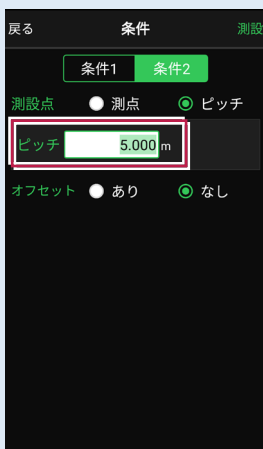 戻る 条件 測設
条件1 条件2
測設点 測点 ピッチ
ピッチ 5.000 m
オフセット あり なし